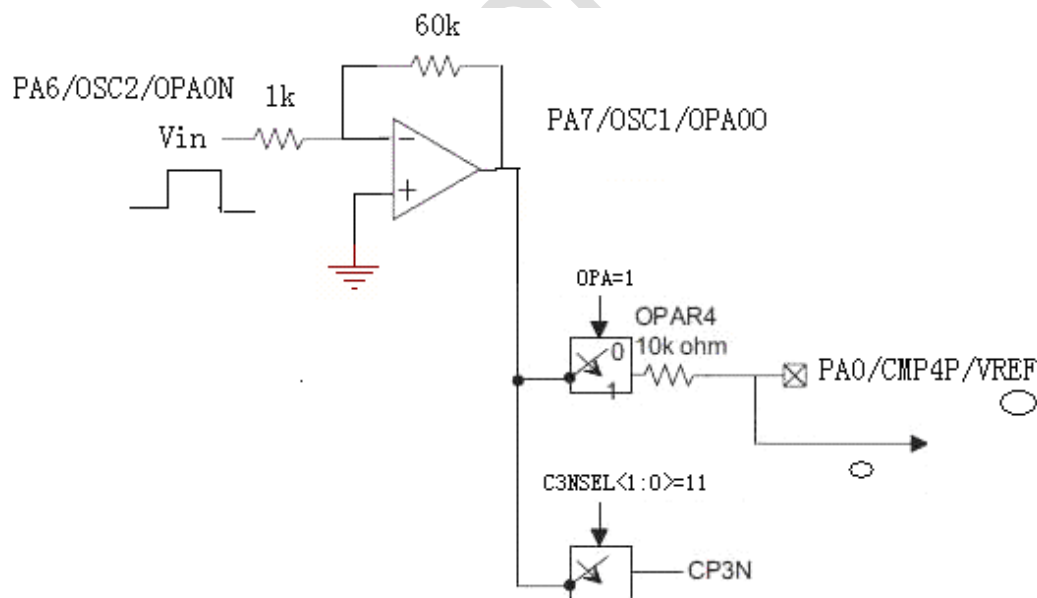 60k
PA6/OSC2/OPA0N
1k
PA7/OSC1/OPA0O
Vin
−
+
OPA=1
OPAR4
0
10k ohm
PA0/CMP4P/VREF
1
C3NSEL<1:0>=11
CP3N